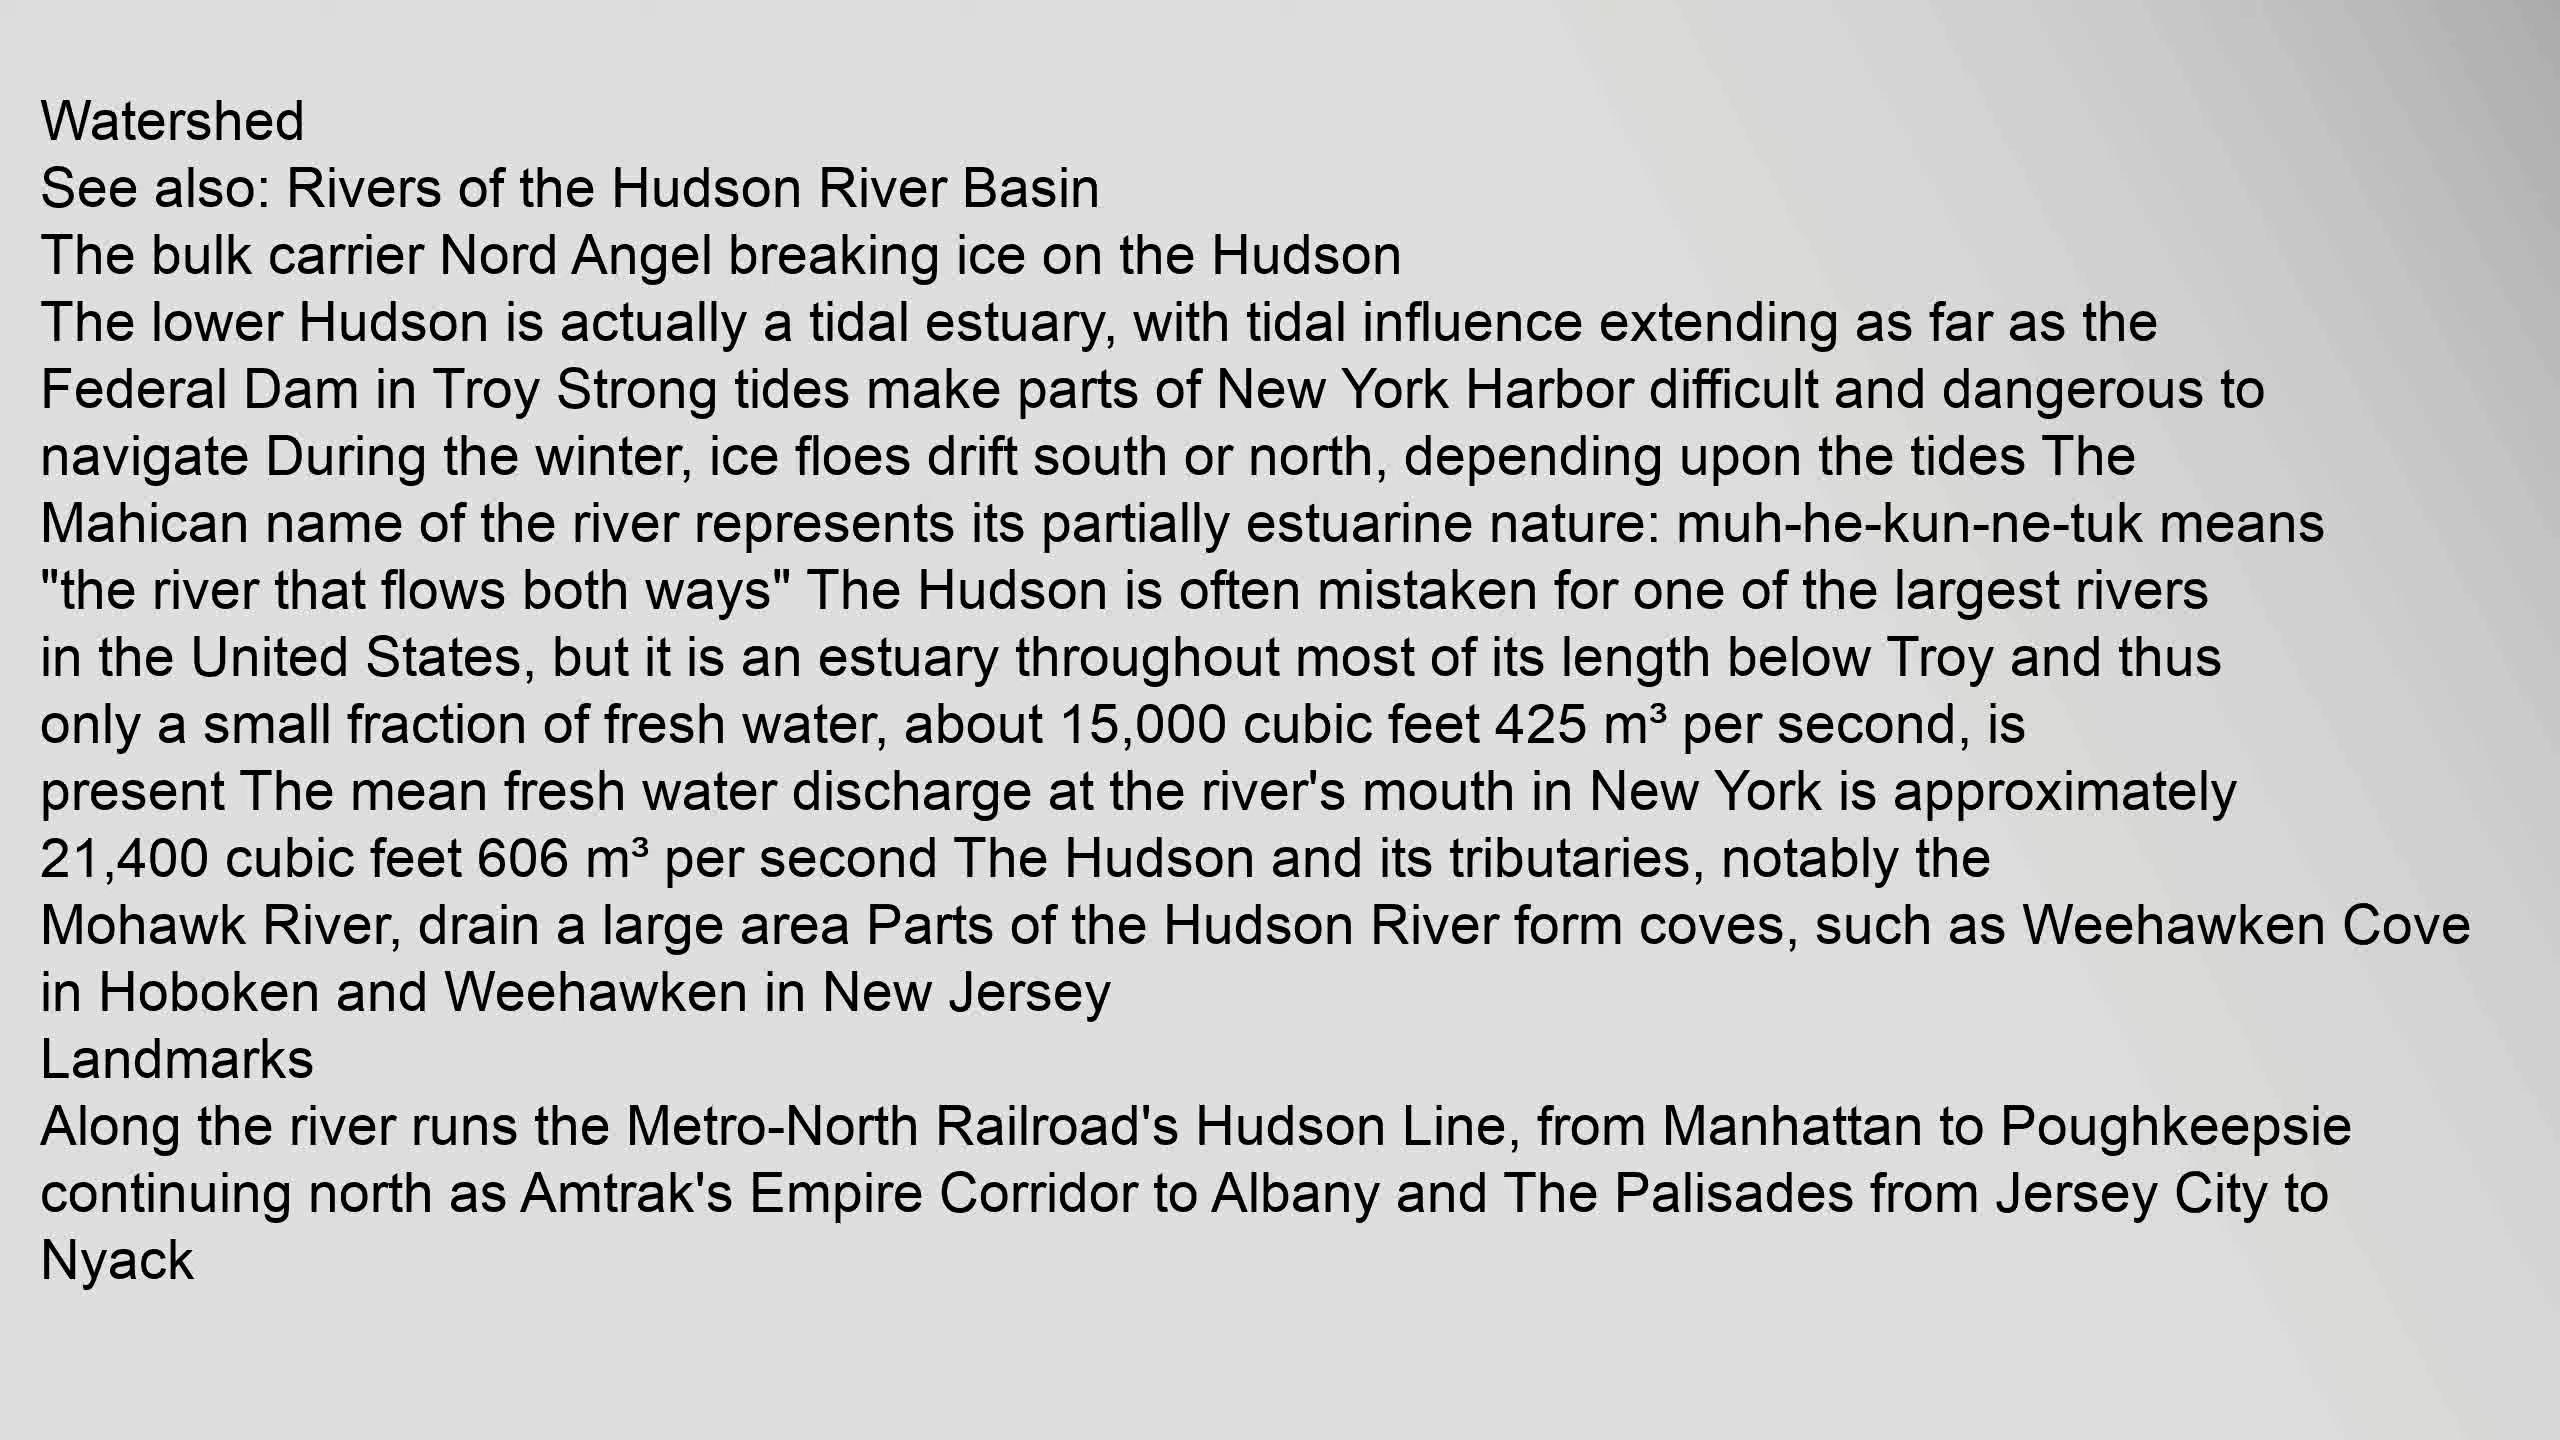 Watershed
See also: Rivers of the Hudson River Basin
The bulk carrier Nord Angel breaking ice on the Hudson
The lower Hudson is actually a tidal estuary, with tidal influence extending as far as the
Federal Dam in Troy Strong tides make parts of New York Harbor difficult and dangerous to
navigate During the winter, ice floes drift south or north, depending upon the tides The
Mahican name of the river represents its partially estuarine nature: muh-he-kun-ne-tuk means
"the river that flows both ways" The Hudson is often mistaken for one of the largest rivers
in the United States, but it is an estuary throughout most of its length below Troy and thus
only a small fraction of fresh water, about 15,000 cubic feet 425 m³ per second, is
present The mean fresh water discharge at the river's mouth in New York is approximately
21,400 cubic feet 606 m³ per second The Hudson and its tributaries, notably the
Mohawk River, drain a large area Parts of the Hudson River form coves, such as Weehawken Cove
in Hoboken and Weehawken in New Jersey
Landmarks
Along the river runs the Metro-North Railroad's Hudson Line, from Manhattan to Poughkeepsie
continuing north as Amtrak's Empire Corridor to Albany and The Palisades from Jersey City to
Nyack